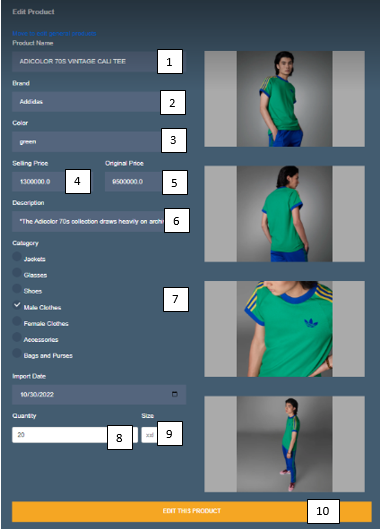 Edit Product
Product Name
ADICOLOR 70S VINTAGE CALI TEE 1
Brand
Addidas 2
Color
green 3
Selling Price Original Price
1300000.0 4 9500000.0 5
Description
"The Adicolor 70s collection draws heavily on archi 6
Category
Jackets
Glasses
Shoes
Male Clothes 7
Female Clothes
Accessories
Bags and Purses
Import Date
10/30/2022
Quantity Size
20 8 9
EDIT THIS PRODUCT 10